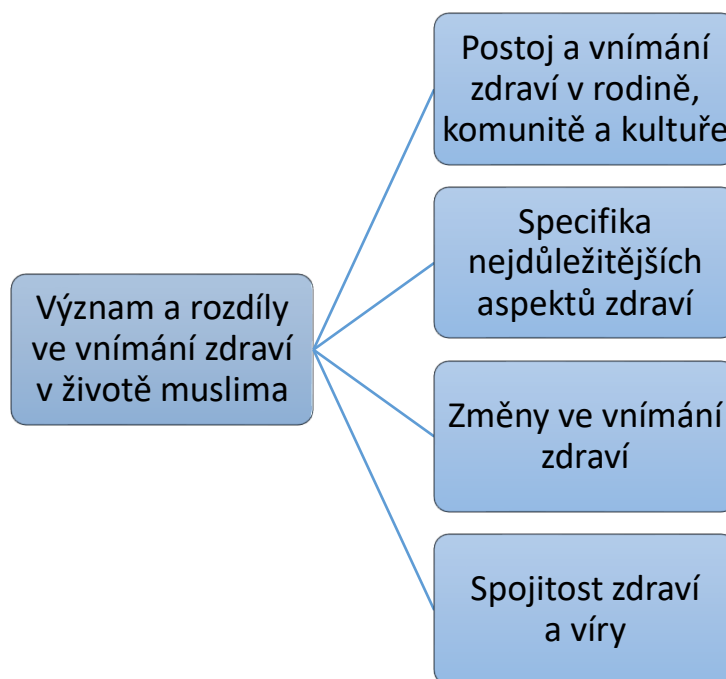 Postoj a vnímání
zdraví v rodině,
komunitě a kultuře
Specifika
nejdůležitějších
aspektů zdraví
Význam a rozdíly
ve vnímání zdraví
v životě muslima
Změny ve vnímání
zdraví
Spojitost zdraví
a víry